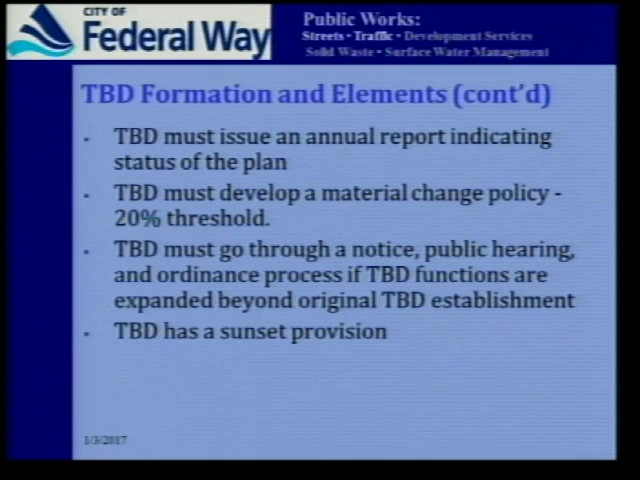 CITY OF
Federal Way
Public Works:
Streets • Traffic • Development Services
Solid Waste • Surface Water Management
TBD Formation and Elements (cont'd)
- TBD must issue an annual report indicating
status of the plan
- TBD must develop a material change policy -
20% threshold.
- TBD must go through a notice, public hearing,
and ordinance process if TBD functions are
expanded beyond original TBD establishment
- TBD has a sunset provision
1/3/2017